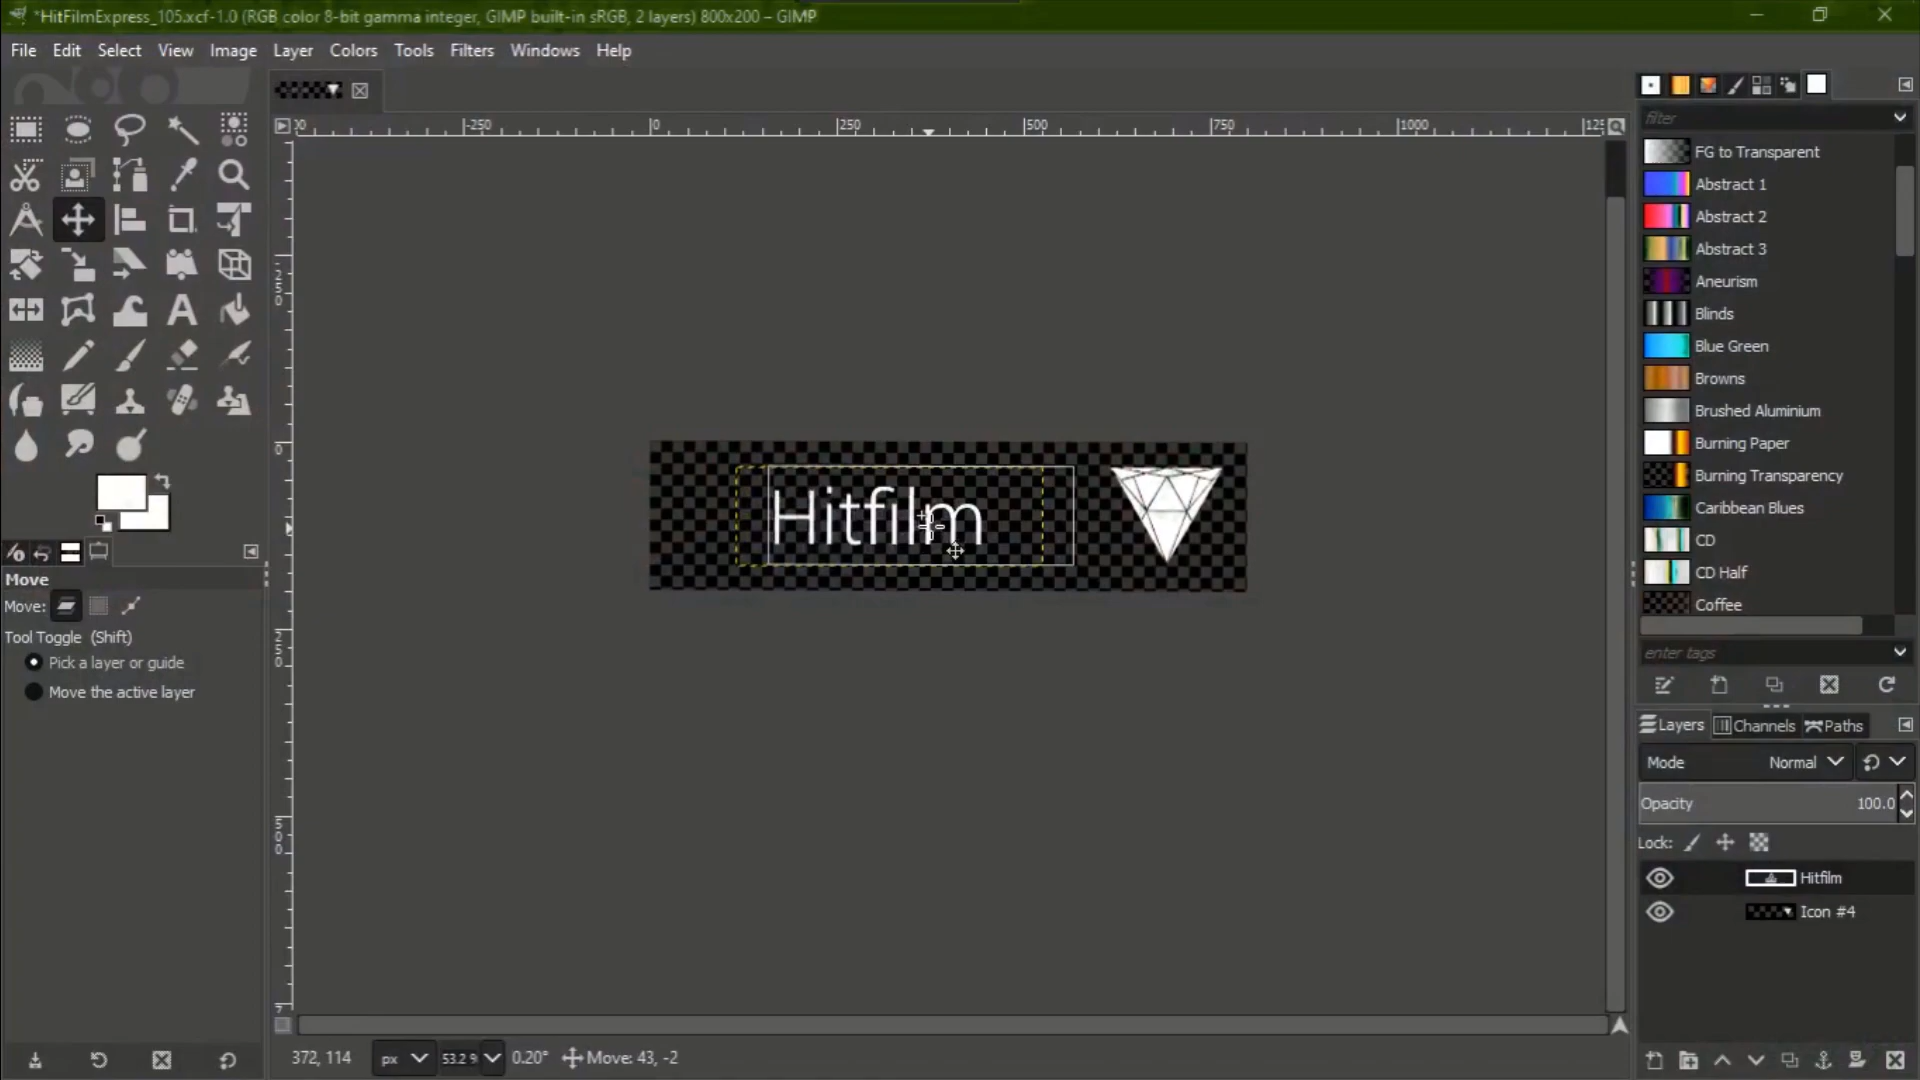 *HitFilmExpress_105.xcf-1.0 (RGB color 8-bit gamma integer, GIMP built-in sRGB, 2 layers) 800x200 – GIMP
File Edit Select View Image Layer Colors Tools Filters Windows Help
-250 0 250 500 750 1000
filter
FG to Transparent
Abstract 1
Abstract 2
Abstract 3
Aneurism
Blinds
Blue Green
Browns
Brushed Aluminium
Burning Paper
Burning Transparency
Caribbean Blues
CD
CD Half
Coffee
enter tags
Hitfilm
Move
Move:
Tool Toggle (Shift)
Pick a layer or guide
Move the active layer
Layers Channels Paths
Mode Normal
Opacity 100.0
Lock:
Hitfilm
Icon #4
372, 114 px 53.2 0.20° Move: 43, -2